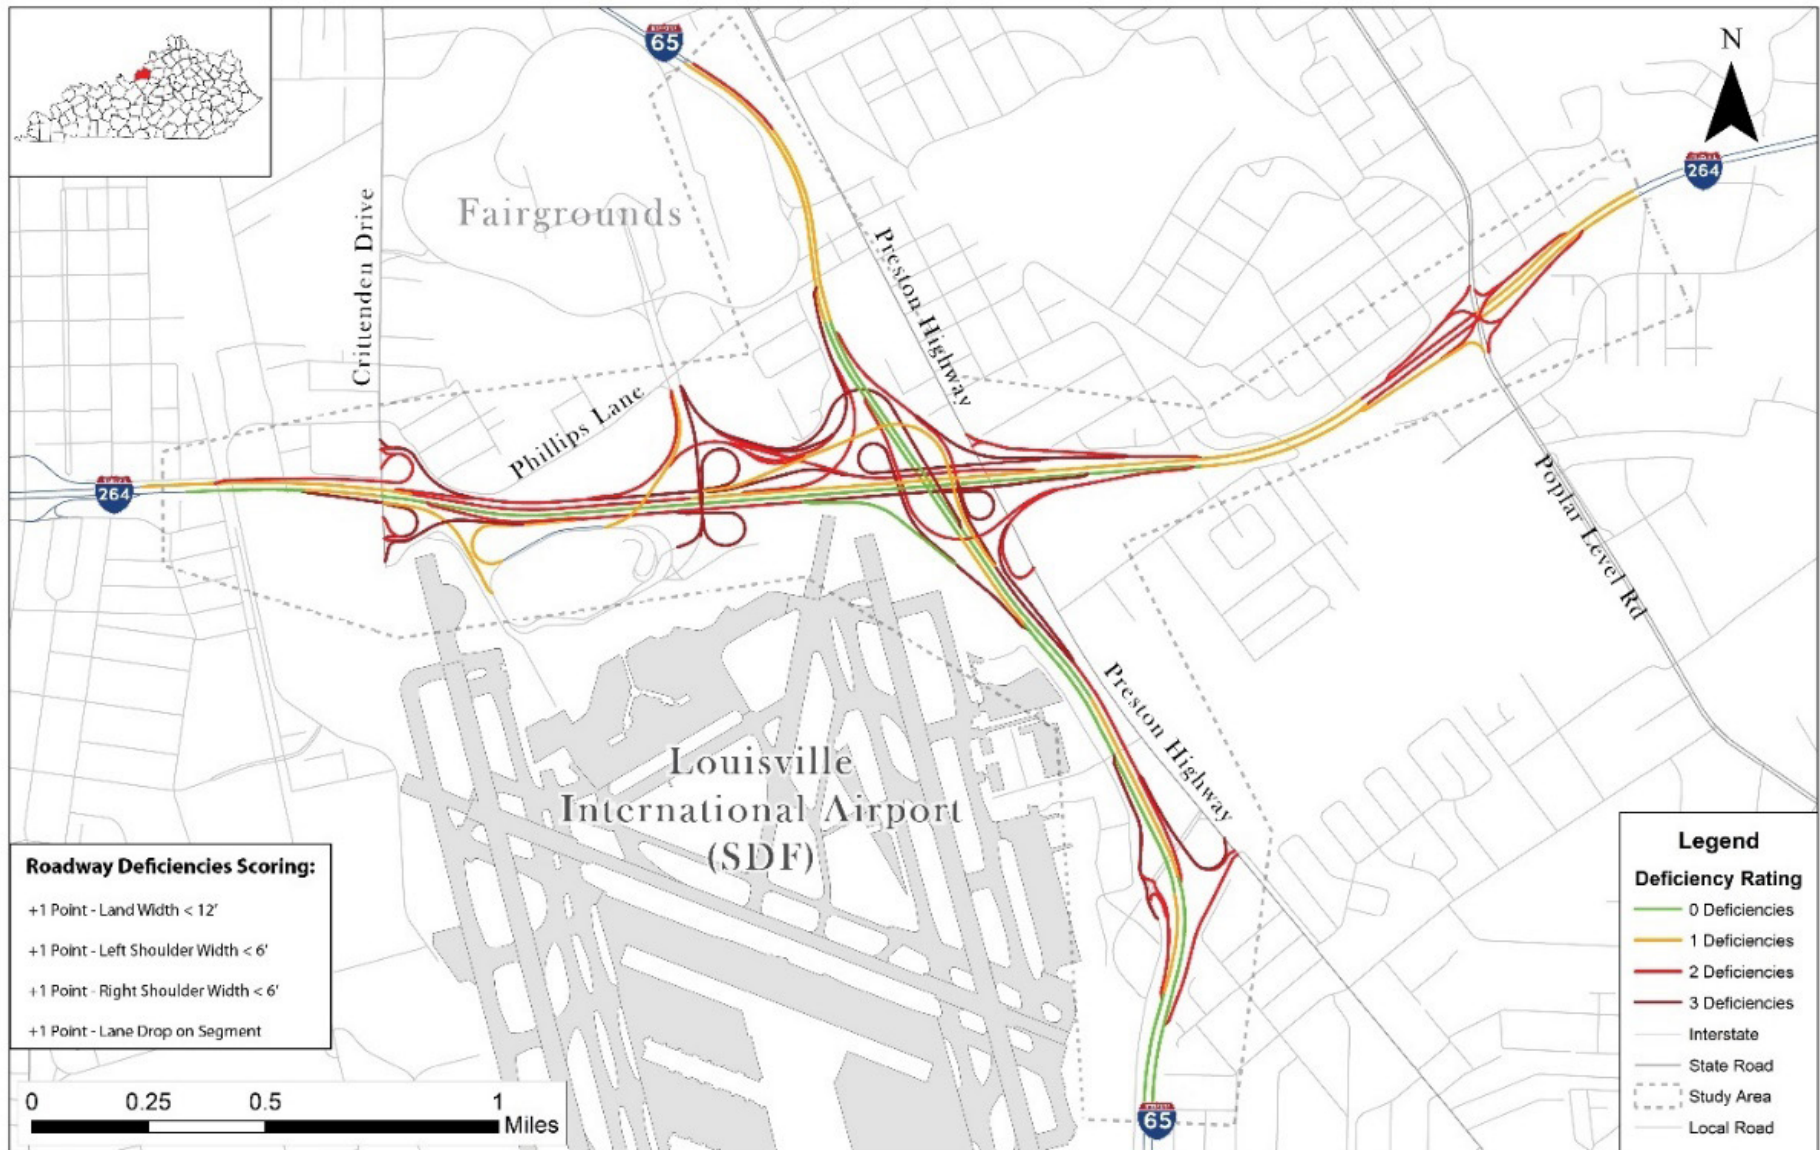 65
N
264
Fairgrounds
Crittenden Drive
Preston Highway
Phillips Lane
264
Poplar Level Rd
Preston Highway
Louisville
International Airport
(SDF)
Roadway Deficiencies Scoring:
+1 Point - Land Width < 12'
+1 Point - Left Shoulder Width < 6'
+1 Point - Right Shoulder Width < 6'
+1 Point - Lane Drop on Segment
0 0.25 0.5 1
Miles
65
Legend
Deficiency Rating
0 Deficiencies
1 Deficiencies
2 Deficiencies
3 Deficiencies
Interstate
State Road
Study Area
Local Road